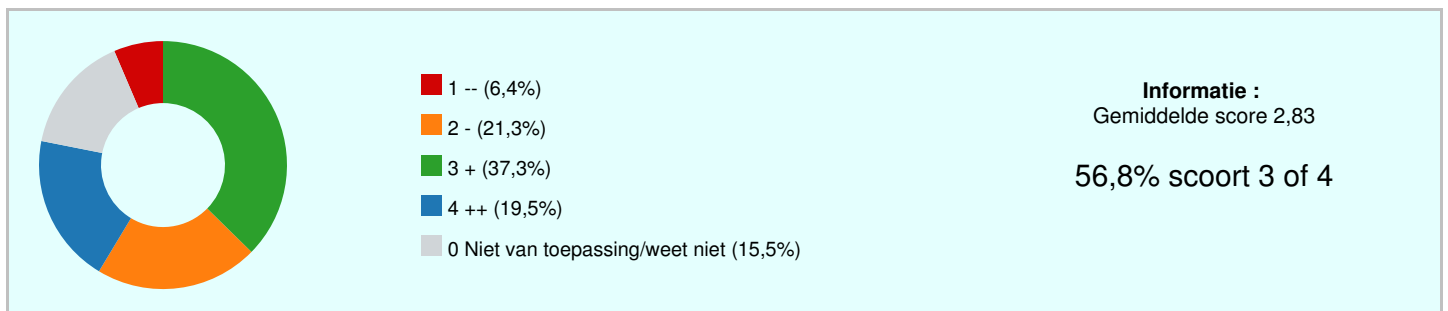 1 -- (6,4%)
2 - (21,3%)
3 + (37,3%)
4 ++ (19,5%)
0 Niet van toepassing/weet niet (15,5%)
Informatie :
Gemiddelde score 2,83
56,8% scoort 3 of 4